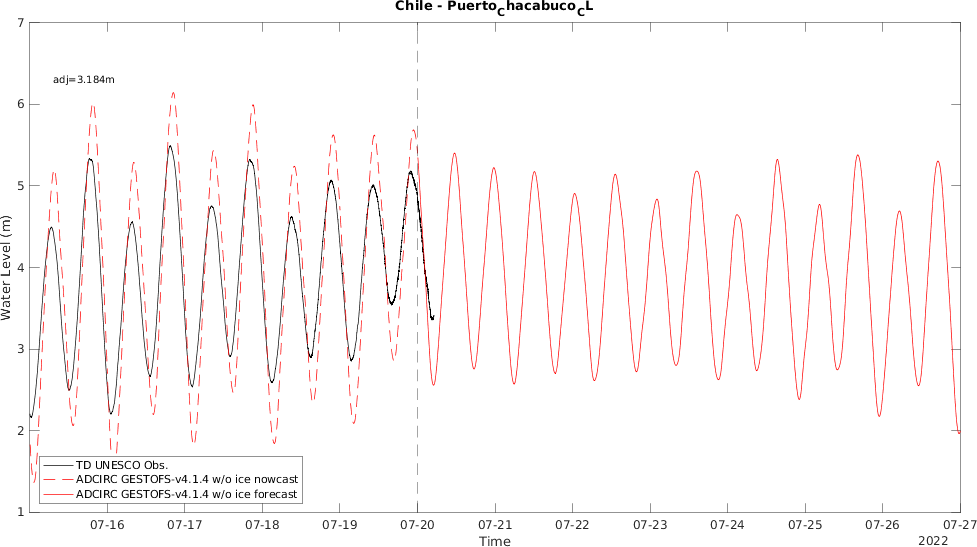 Chile - Puerto_Chacabuco_CL
7
adj=3.184m
6
5
4
3
2
1
Water Level (m)
TD UNESCO Obs.
ADCIRC GESTOFS-v4.1.4 w/o ice nowcast
ADCIRC GESTOFS-v4.1.4 w/o ice forecast
07-16 07-17 07-18 07-19 07-20 07-21 07-22 07-23 07-24 07-25 07-26 07-27
Time
2022